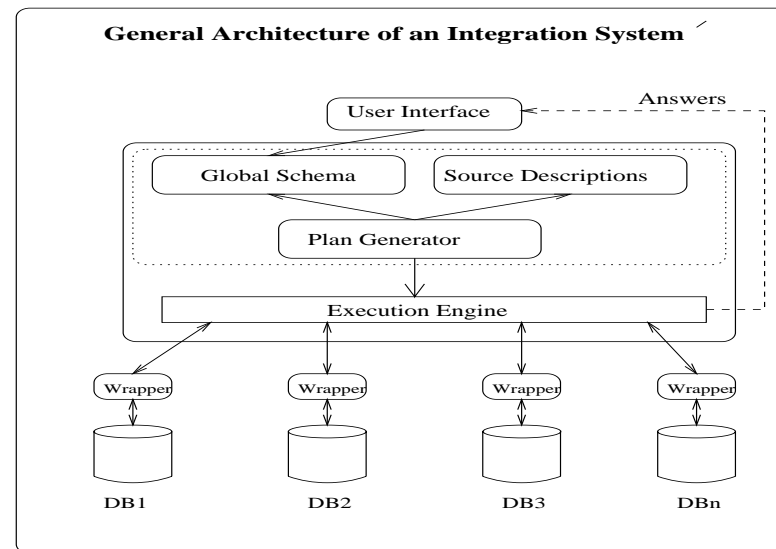 General Architecture of an Integration System
Answers
User Interface
Global Schema
Source Descriptions
Plan Generator
Execution Engine
Wrapper
Wrapper
Wrapper
Wrapper
DB1
DB2
DB3
DBn